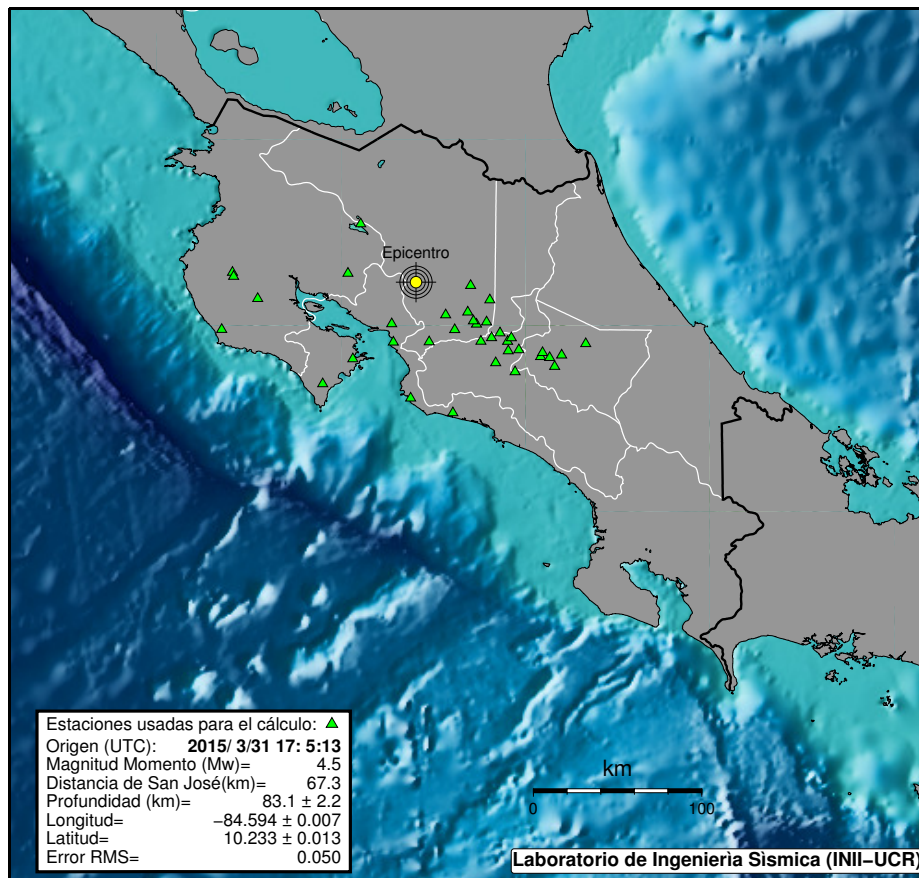 Epicentro
Estaciones usadas para el cálculo:
Origen (UTC): 2015/ 3/31 17: 5:13
Magnitud Momento (Mw)= 4.5
Distancia de San José(km)= 67.3
Profundidad (km)= 83.1 ± 2.2
Longitud= −84.594 ± 0.007
Latitud= 10.233 ± 0.013
Error RMS= 0.050
km
0 100
Laboratorio de Ingenierìa Sìsmica (INII−UCR)